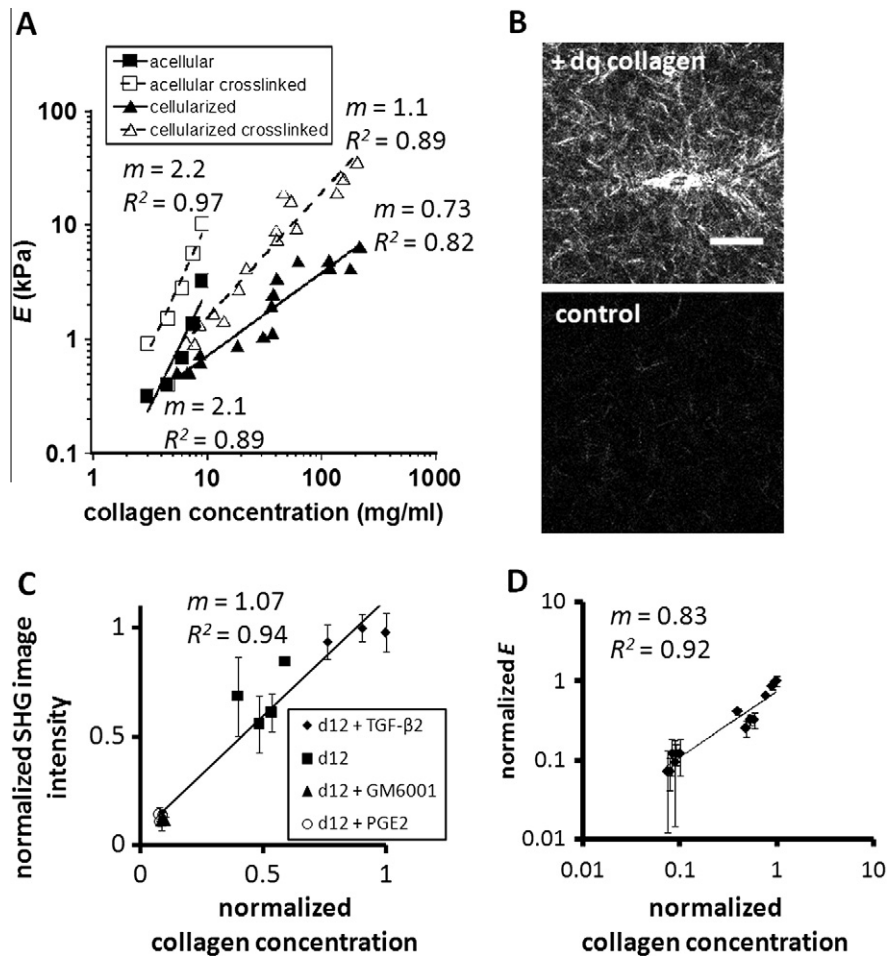 A
acellular
acellular crosslinked
cellularized
cellularized crosslinked
m = 2.2
R² = 0.97
m = 1.1
R² = 0.89
m = 0.73
R² = 0.82
m = 2.1
R² = 0.89
E (kPa)
100
10
1
0.1
1
10
100
1000
collagen concentration (mg/ml)
B
+ dq collagen
control
C
m = 1.07
R² = 0.94
normalized SHG image
intensity
1
0.5
0
d12 + TGF-β2
d12
d12 + GM6001
d12 + PGE2
0
0.5
1
normalized
collagen concentration
D
m = 0.83
R² = 0.92
normalized E
10
1
0.1
0.01
0.01
0.1
1
10
normalized
collagen concentration